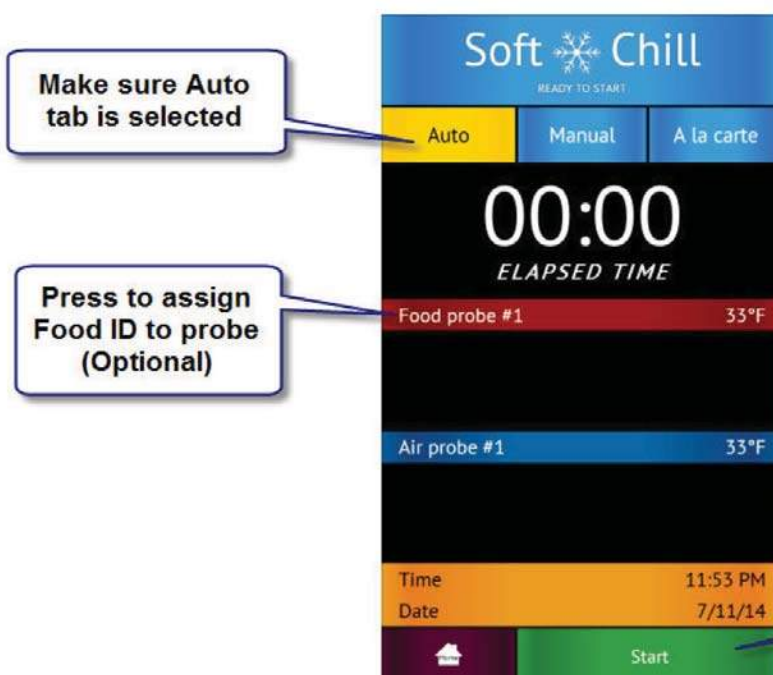 Make sure Auto
tab is selected
Soft Chill
READY TO START
Auto Manual A la carte
00:00
ELAPSED TIME
Press to assign
Food ID to probe
(Optional)
Food probe #1 33°F
Air probe #1 33°F
Time 11:53 PM
Date 7/11/14
Start